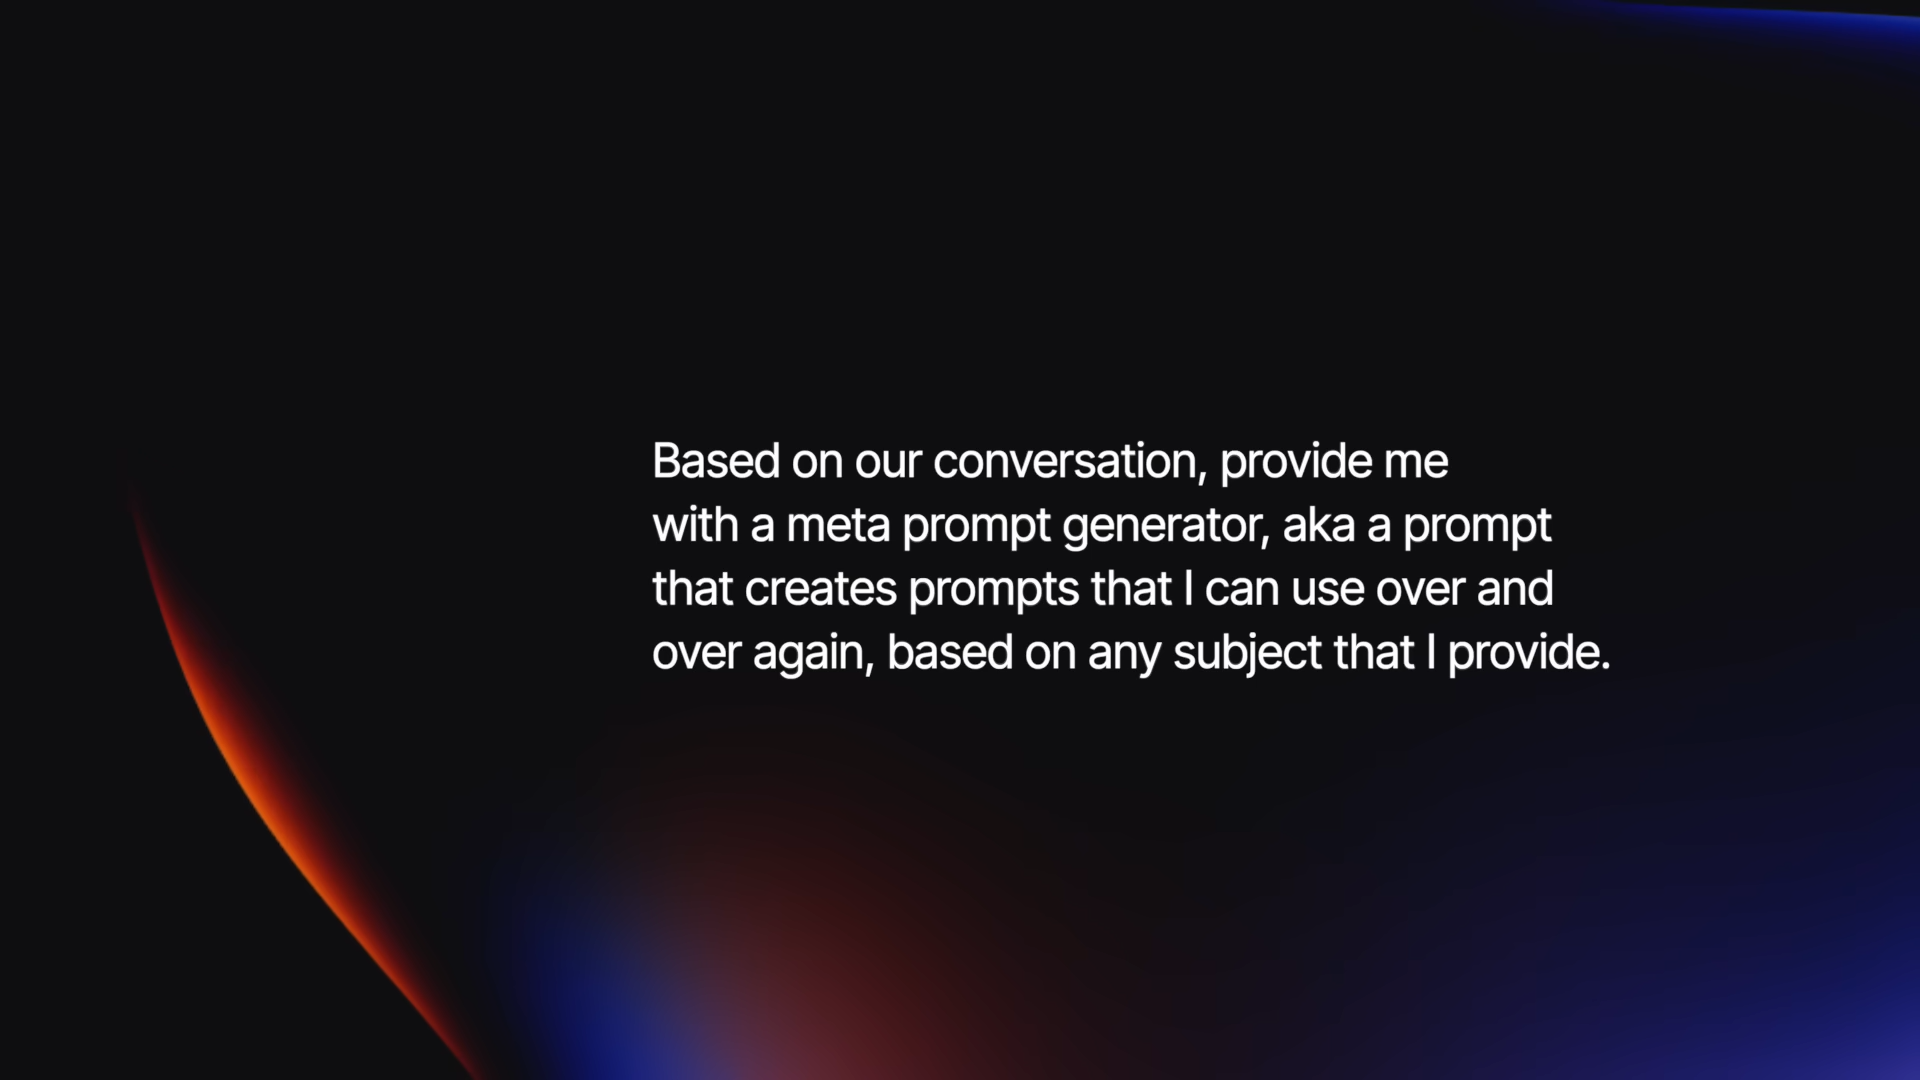 Based on our conversation, provide me
with a meta prompt generator, aka a prompt
that creates prompts that I can use over and
over again, based on any subject that I provide.